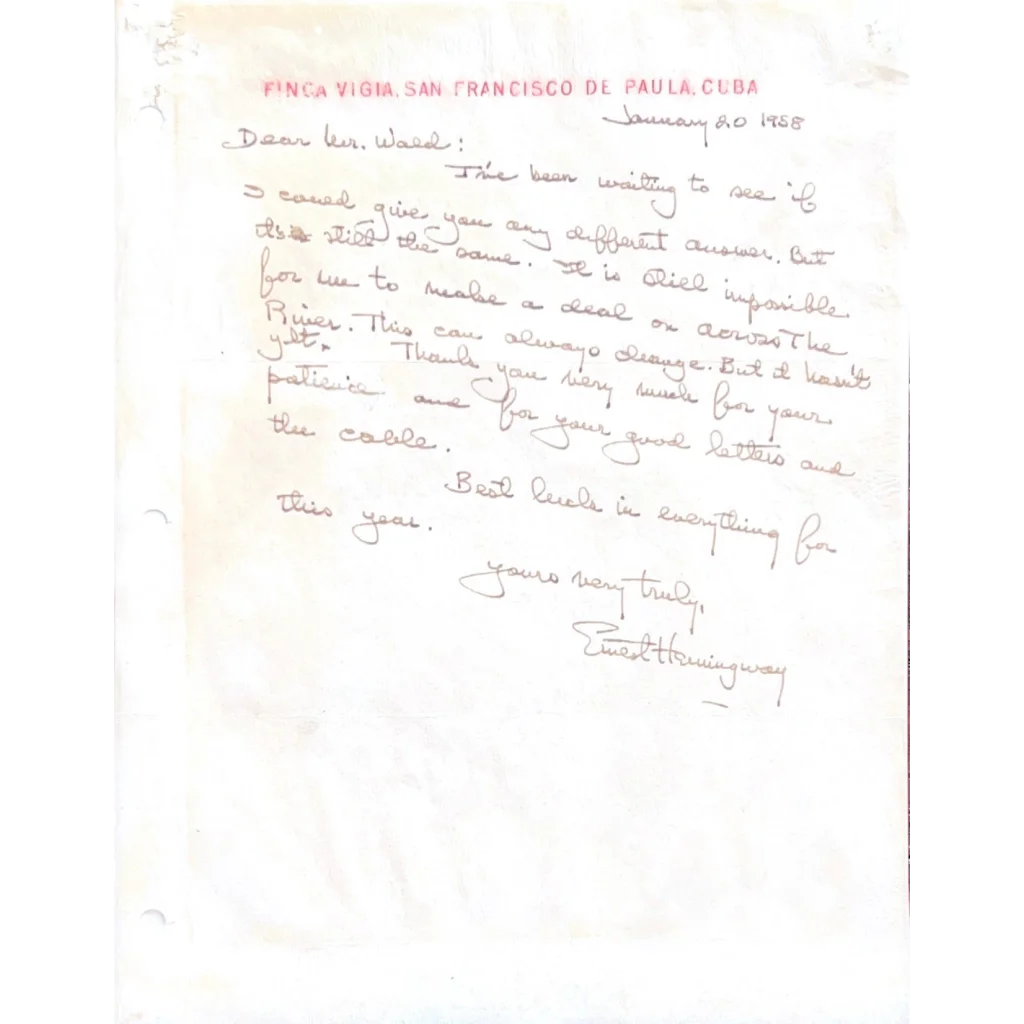 FINCA VIGIA, SAN FRANCISCO DE PAULA, CUBA
January 20 1958
Dear Mr. Wald:
I've been waiting to see if
I could give you any different answer. But
its still the same. It is still impossible
for me to make a deal on across The
River. This can always change. But it hasn't
yet. Thank you very much for your
patience and for your good letters and
the cable.
Best luck in everything for
this year.
yours very truly,
Ernest Hemingway